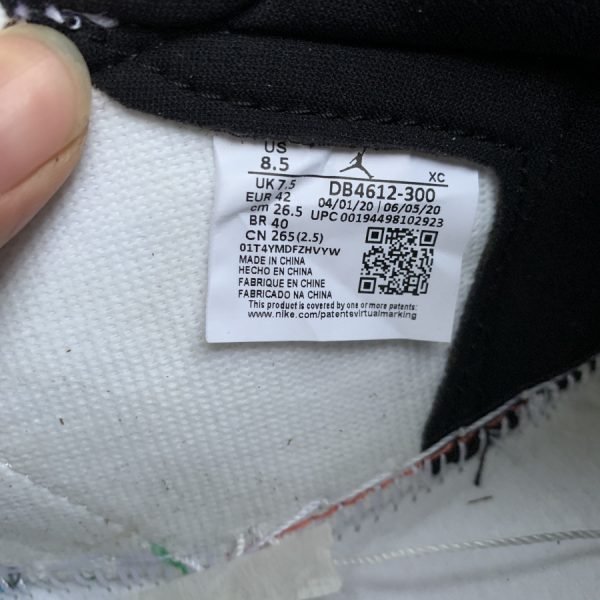 US
8.5
XC
UK 7.5
EUR 42
cm 26.5
BR 40
CN 265 (2.5)
DB4612-300
04/01/20 | 06/05/20
UPC 00194498102923
01T4YMDFZHVYW
MADE IN CHINA
HECHO EN CHINA
FABRIQUE EN CHINE
FABRICADO NA CHINA
This product is covered by one or more patents:
www.nike.com/patentsvirtualmarking